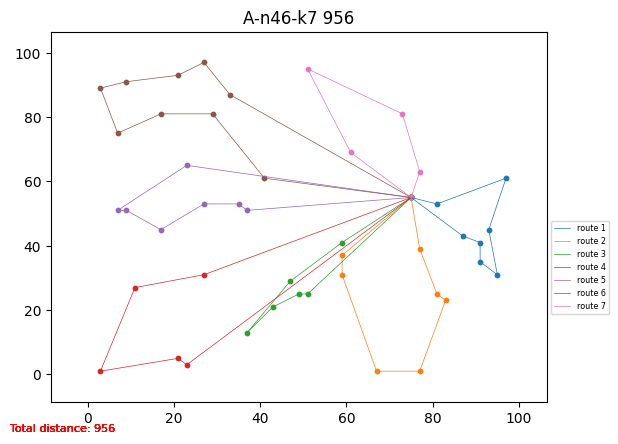 A-n46-k7 956
100
80
60
40
20
0
0 20 40 60 80 100
route 1
route 2
route 3
route 4
route 5
route 6
route 7
Total distance: 956